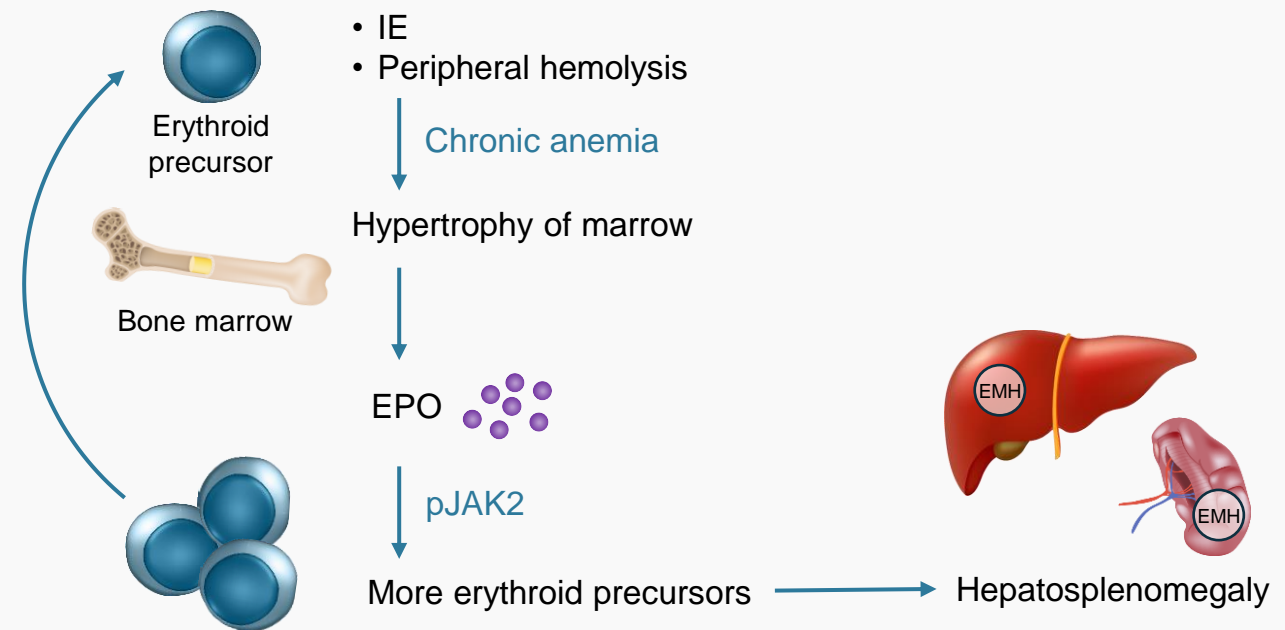 • IE
• Peripheral hemolysis
Erythroid
precursor
Chronic anemia
Hypertrophy of marrow
Bone marrow
EPO
EMH
EMH
pJAK2
More erythroid precursors
Hepatosplenomegaly